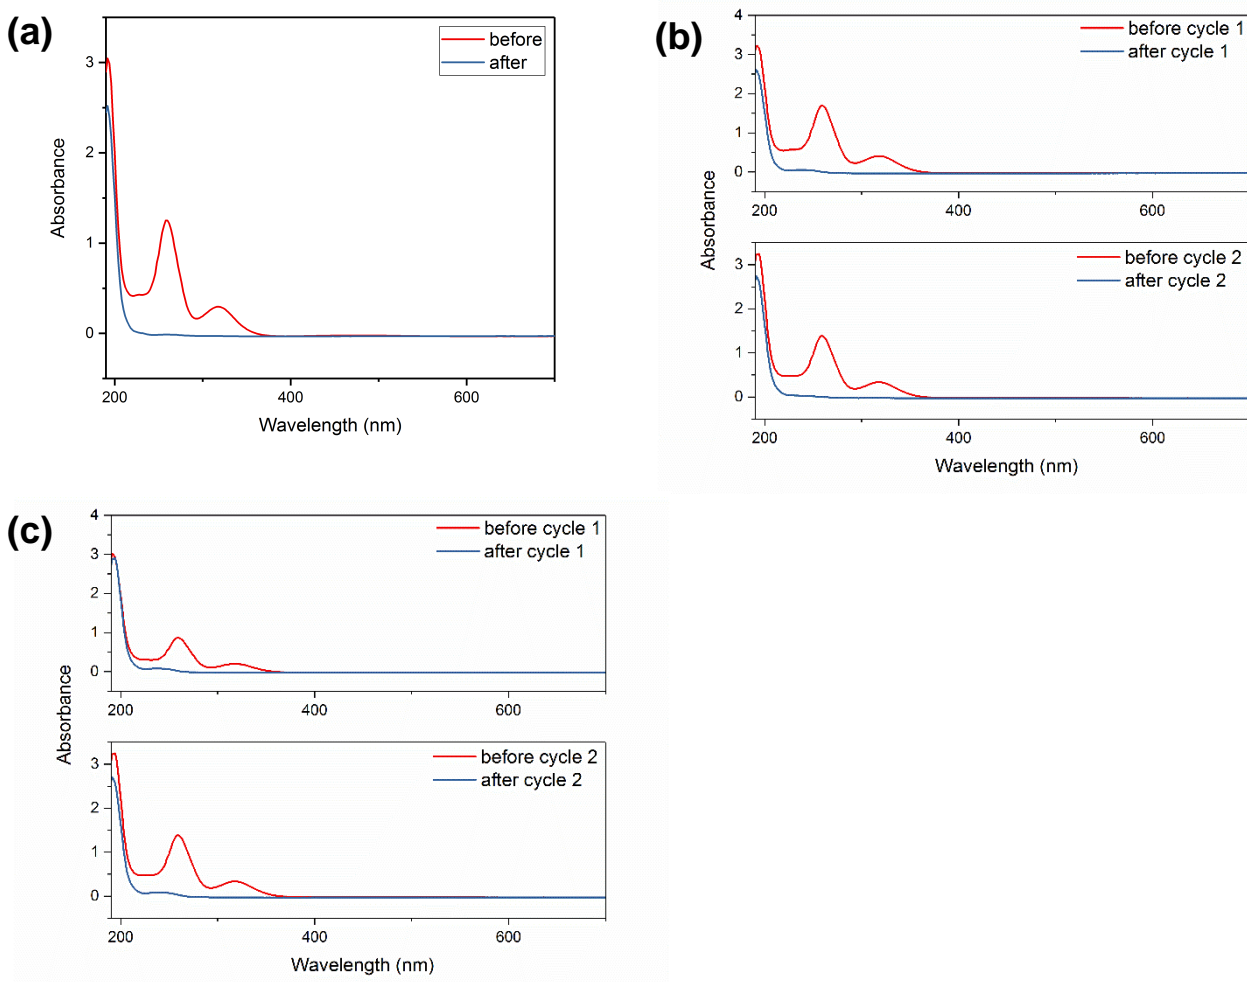 (a)
before
after
3
2
1
0
200
400
600
Absorbance
Wavelength (nm)
(b)
before cycle 1
after cycle 1
4
3
2
1
0
200
400
600
Absorbance
before cycle 2
after cycle 2
3
2
1
0
200
400
600
Wavelength (nm)
(c)
before cycle 1
after cycle 1
4
3
2
1
0
200
400
600
Absorbance
before cycle 2
after cycle 2
3
2
1
0
200
400
600
Wavelength (nm)